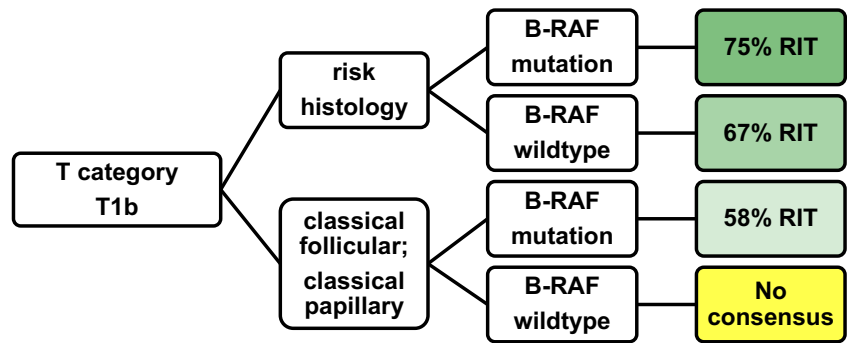 T category
T1b
risk
histology
classical
follicular;
classical
papillary
B-RAF
mutation
B-RAF
wildtype
B-RAF
mutation
B-RAF
wildtype
75% RIT
67% RIT
58% RIT
No
consensus